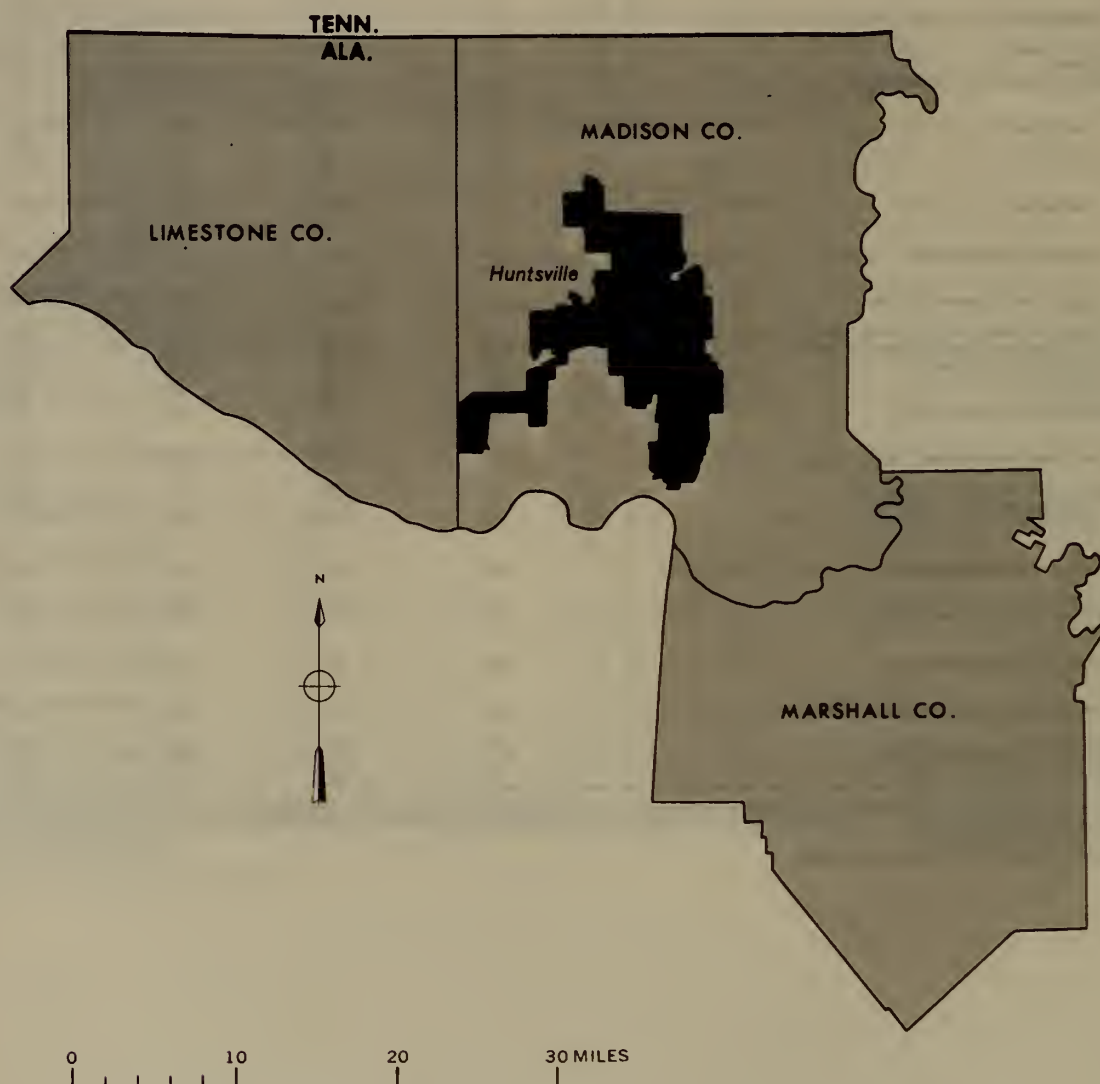 TENN.
ALA.
MADISON CO.
LIMESTONE CO.
Huntsville
N
MARSHALL CO.
0 10 20 30 MILES